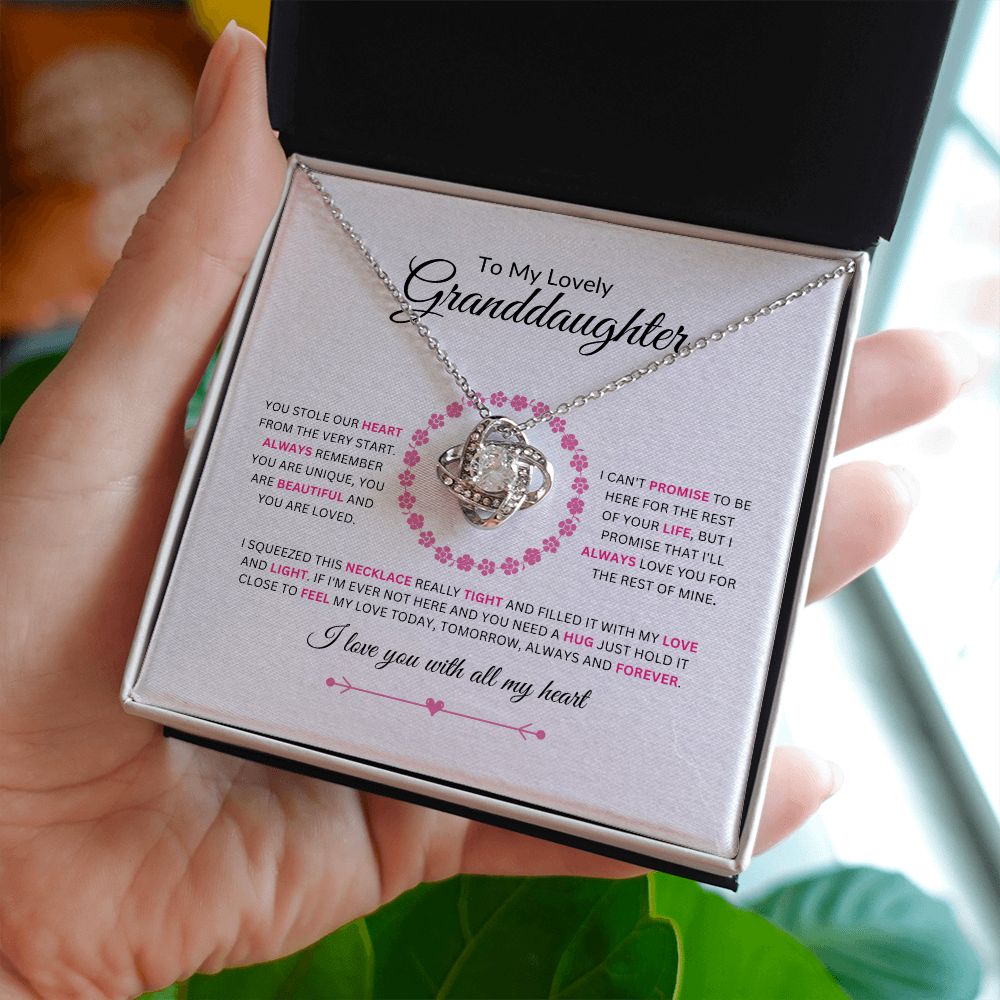 To My Lovely
Granddaughter
YOU STOLE OUR HEART
FROM THE VERY START.
ALWAYS REMEMBER
YOU ARE UNIQUE, YOU
ARE BEAUTIFUL AND
YOU ARE LOVED.
I CAN'T PROMISE TO BE
HERE FOR THE REST
OF YOUR LIFE, BUT I
PROMISE THAT I'LL
ALWAYS LOVE YOU FOR
THE REST OF MINE.
I SQUEEZED THIS NECKLACE REALLY TIGHT AND FILLED IT WITH MY LOVE
AND LIGHT. IF I'M EVER NOT HERE AND YOU NEED A HUG JUST HOLD IT
CLOSE TO FEEL MY LOVE TODAY, TOMORROW, ALWAYS AND FOREVER.
I love you with all my heart